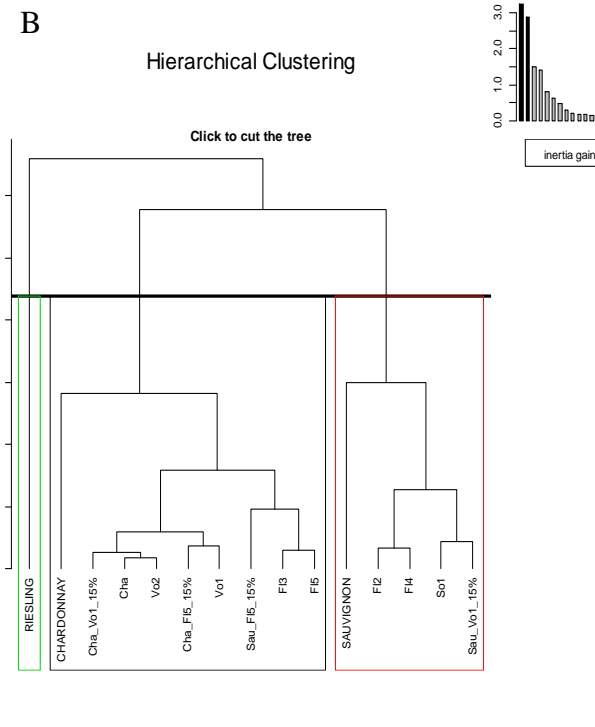 B
Hierarchical Clustering
Click to cut the tree
3.0
2.0
1.0
0.0
inertia gain
RIESLING
CHARDONNAY
Cha_Vo1_15%
Cha
Vo2
Cha_Fl5_15%
Vo1
Sau_Fl5_15%
Fl3
Fl5
SAUVIGNON
Fl2
Fl4
So1
Sau_Vo1_15%